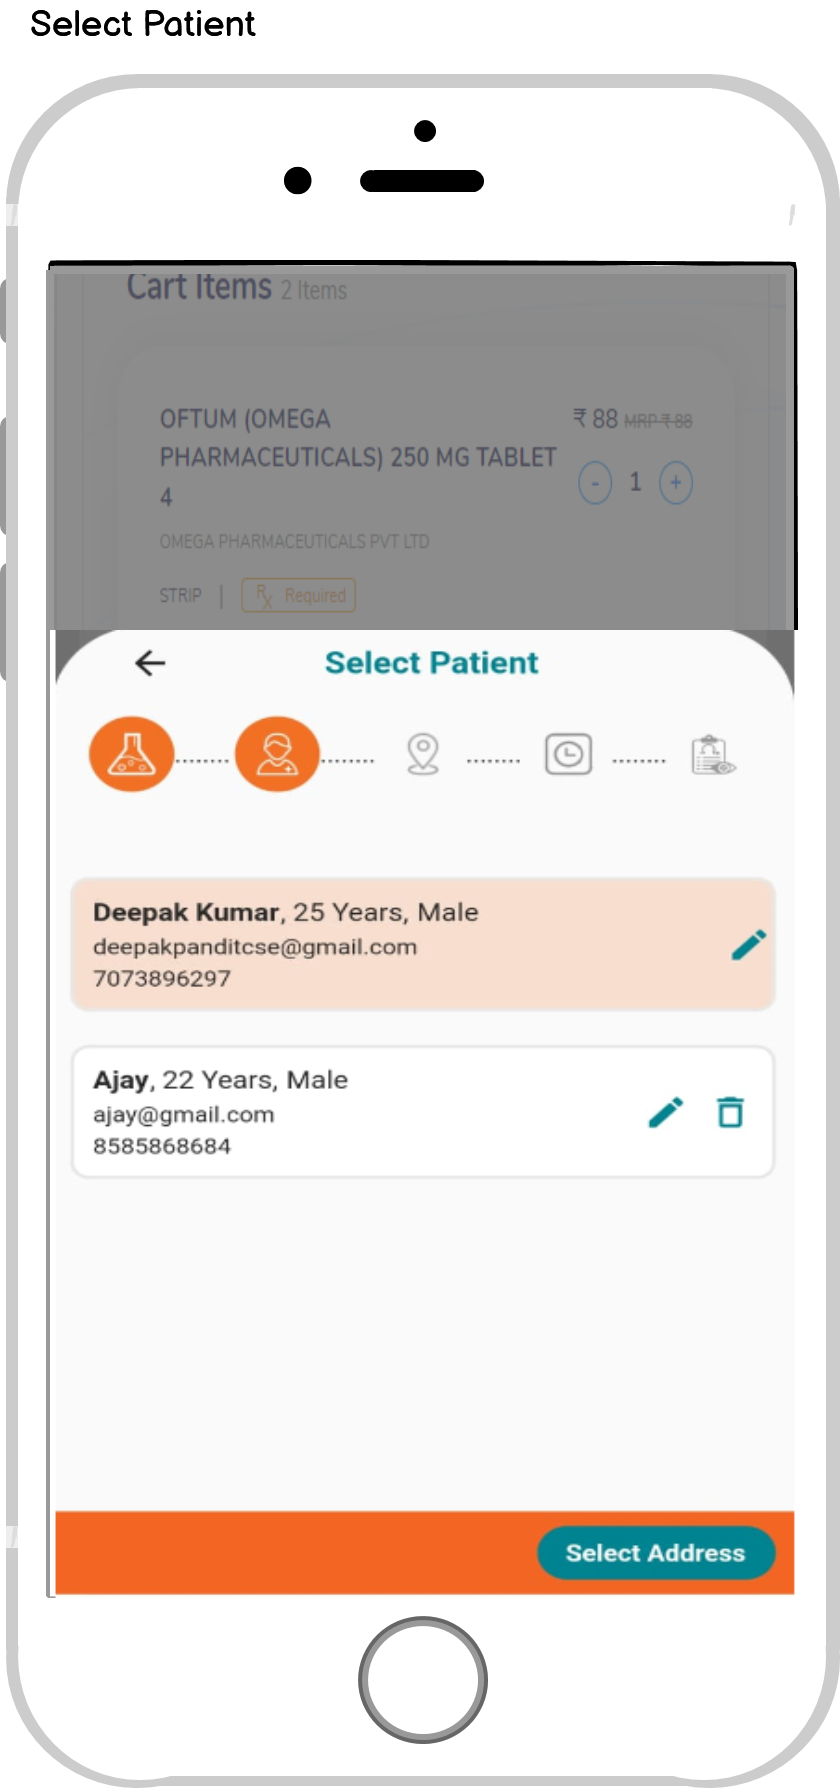 Select Patient
Cart Items 2 Items
OFTUM (OMEGA ₹ 88 MRP ₹ 88
PHARMACEUTICALS) 250 MG TABLET
4 - 1 +
OMEGA PHARMACEUTICALS PVT LTD
STRIP | Rx Required
Select Patient
Deepak Kumar, 25 Years, Male
deepakpanditcse@gmail.com
7073896297
Ajay, 22 Years, Male
ajay@gmail.com
8585868684
Select Address